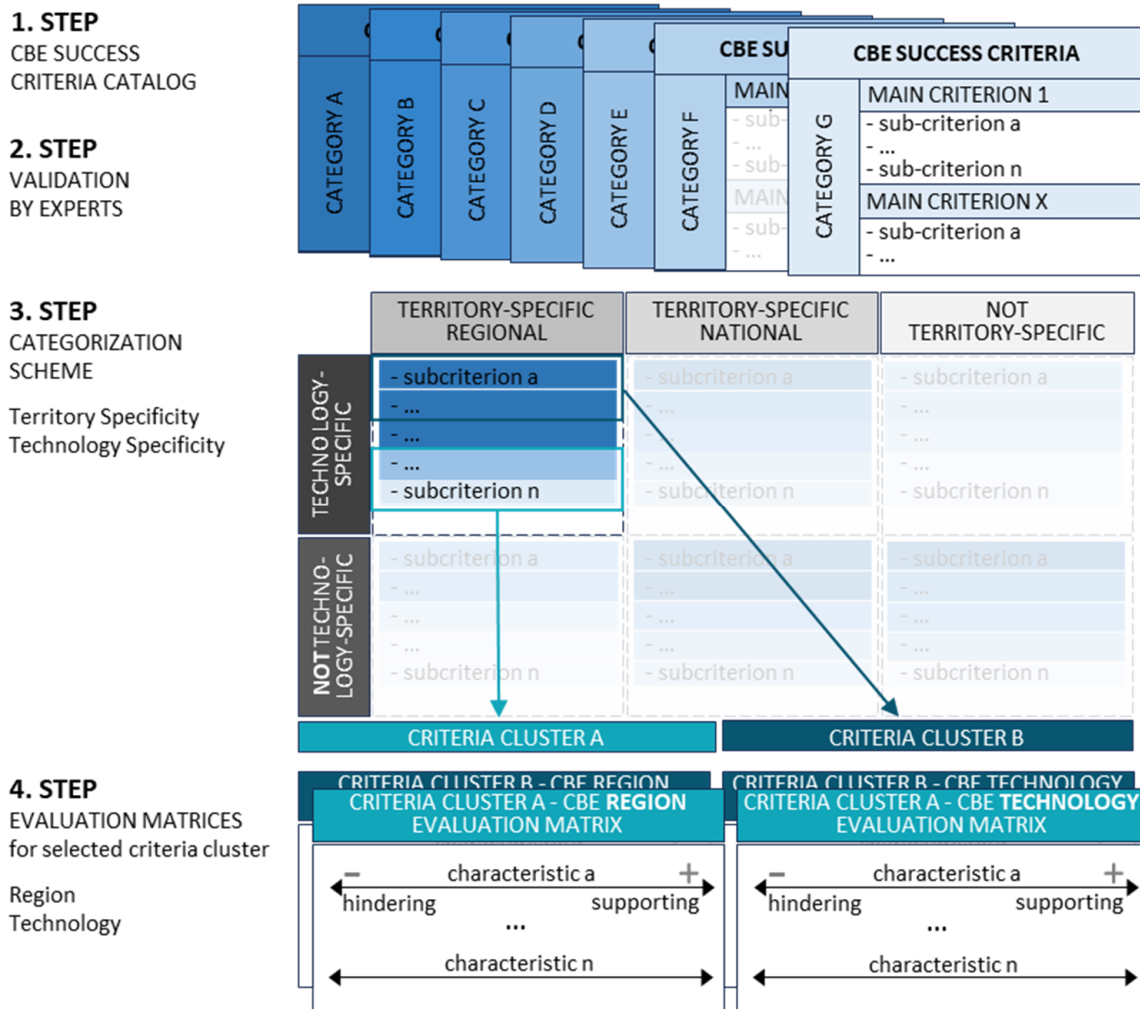 1. STEP
CBE SUCCESS
CRITERIA CATALOG
2. STEP
VALIDATION
BY EXPERTS
CATEGORY A
CATEGORY B
CATEGORY C
CATEGORY D
CATEGORY E
CBE SU
CATEGORY F
MAIN
- sub-
- ...
- sub-
MAIN
- sub-
- ...
CBE SUCCESS CRITERIA
CATEGORY G
MAIN CRITERION 1
- sub-criterion a
- ...
- sub-criterion n
MAIN CRITERION X
- sub-criterion a
- ...
3. STEP
CATEGORIZATION
SCHEME
Territory Specificity
Technology Specificity
TERRITORY-SPECIFIC
REGIONAL
TERRITORY-SPECIFIC
NATIONAL
NOT
TERRITORY-SPECIFIC
TECHNOLOGY-
SPECIFIC
- subcriterion a
- ...
- ...
- ...
- subcriterion n
- subcriterion a
- ...
- ...
- ...
- subcriterion n
- subcriterion a
- ...
- ...
- ...
- subcriterion n
NOT TECHNO-
LOGY-SPECIFIC
- subcriterion a
- ...
- ...
- ...
- subcriterion n
- subcriterion a
- ...
- ...
- ...
- subcriterion n
- subcriterion a
- ...
- ...
- ...
- subcriterion n
CRITERIA CLUSTER A
CRITERIA CLUSTER B
4. STEP
EVALUATION MATRICES
for selected criteria cluster
Region
Technology
CRITERIA CLUSTER B - CBE REGION
CRITERIA CLUSTER A - CBE REGION
EVALUATION MATRIX
− characteristic a +
hindering supporting
...
characteristic n
CRITERIA CLUSTER B - CBE TECHNOLOGY
CRITERIA CLUSTER A - CBE TECHNOLOGY
EVALUATION MATRIX
− characteristic a +
hindering supporting
...
characteristic n